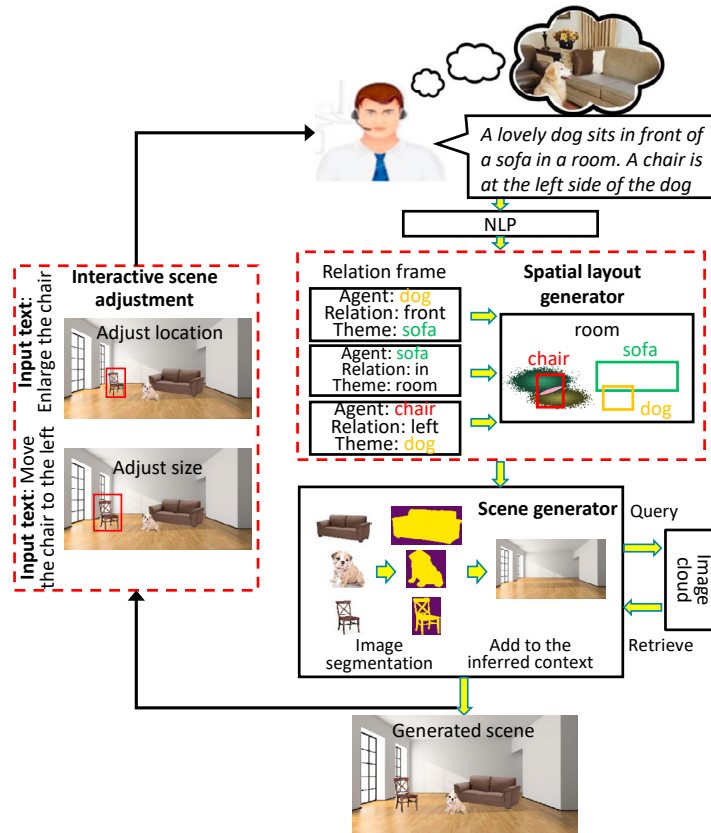 A lovely dog sits in front of
a sofa in a room. A chair is
at the left side of the dog
NLP
Relation frame
Agent: dog
Relation: front
Theme: sofa
Agent: sofa
Relation: in
Theme: room
Agent: chair
Relation: left
Theme: dog
Spatial layout
generator
room
chair
sofa
dog
Interactive scene
adjustment
Input text:
Enlarge the chair
Adjust location
Input text: Move
the chair to the left
Adjust size
Scene generator
Image
segmentation
Add to the
inferred context
Query
Image
cloud
Retrieve
Generated scene